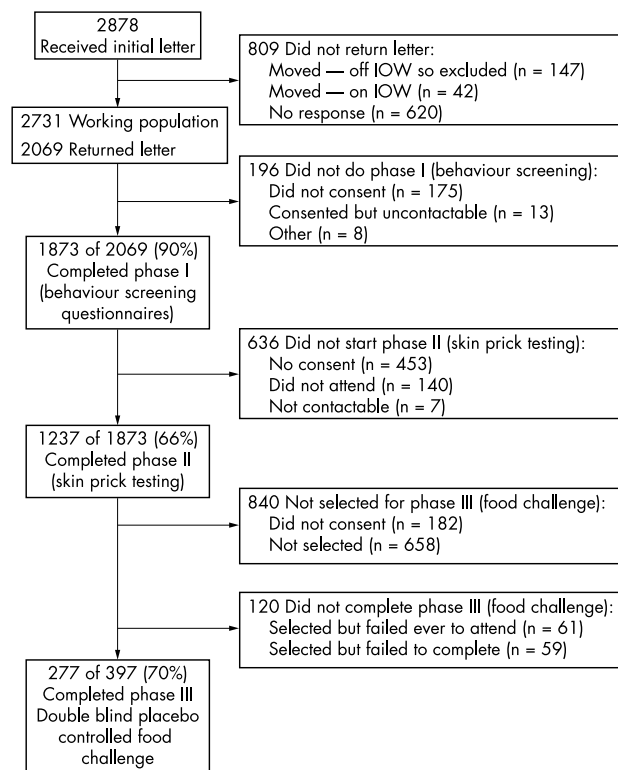 2878
Received initial letter
809 Did not return letter:
Moved — off IOW so excluded (n = 147)
Moved — on IOW (n = 42)
No response (n = 620)
2731 Working population
2069 Returned letter
196 Did not do phase I (behaviour screening):
Did not consent (n = 175)
Consented but uncontactable (n = 13)
Other (n = 8)
1873 of 2069 (90%)
Completed phase I
(behaviour screening
questionnaires)
636 Did not start phase II (skin prick testing):
No consent (n = 453)
Did not attend (n = 140)
Not contactable (n = 7)
1237 of 1873 (66%)
Completed phase II
(skin prick testing)
840 Not selected for phase III (food challenge):
Did not consent (n = 182)
Not selected (n = 658)
120 Did not complete phase III (food challenge):
Selected but failed ever to attend (n = 61)
Selected but failed to complete (n = 59)
277 of 397 (70%)
Completed phase III
Double blind placebo
controlled food
challenge